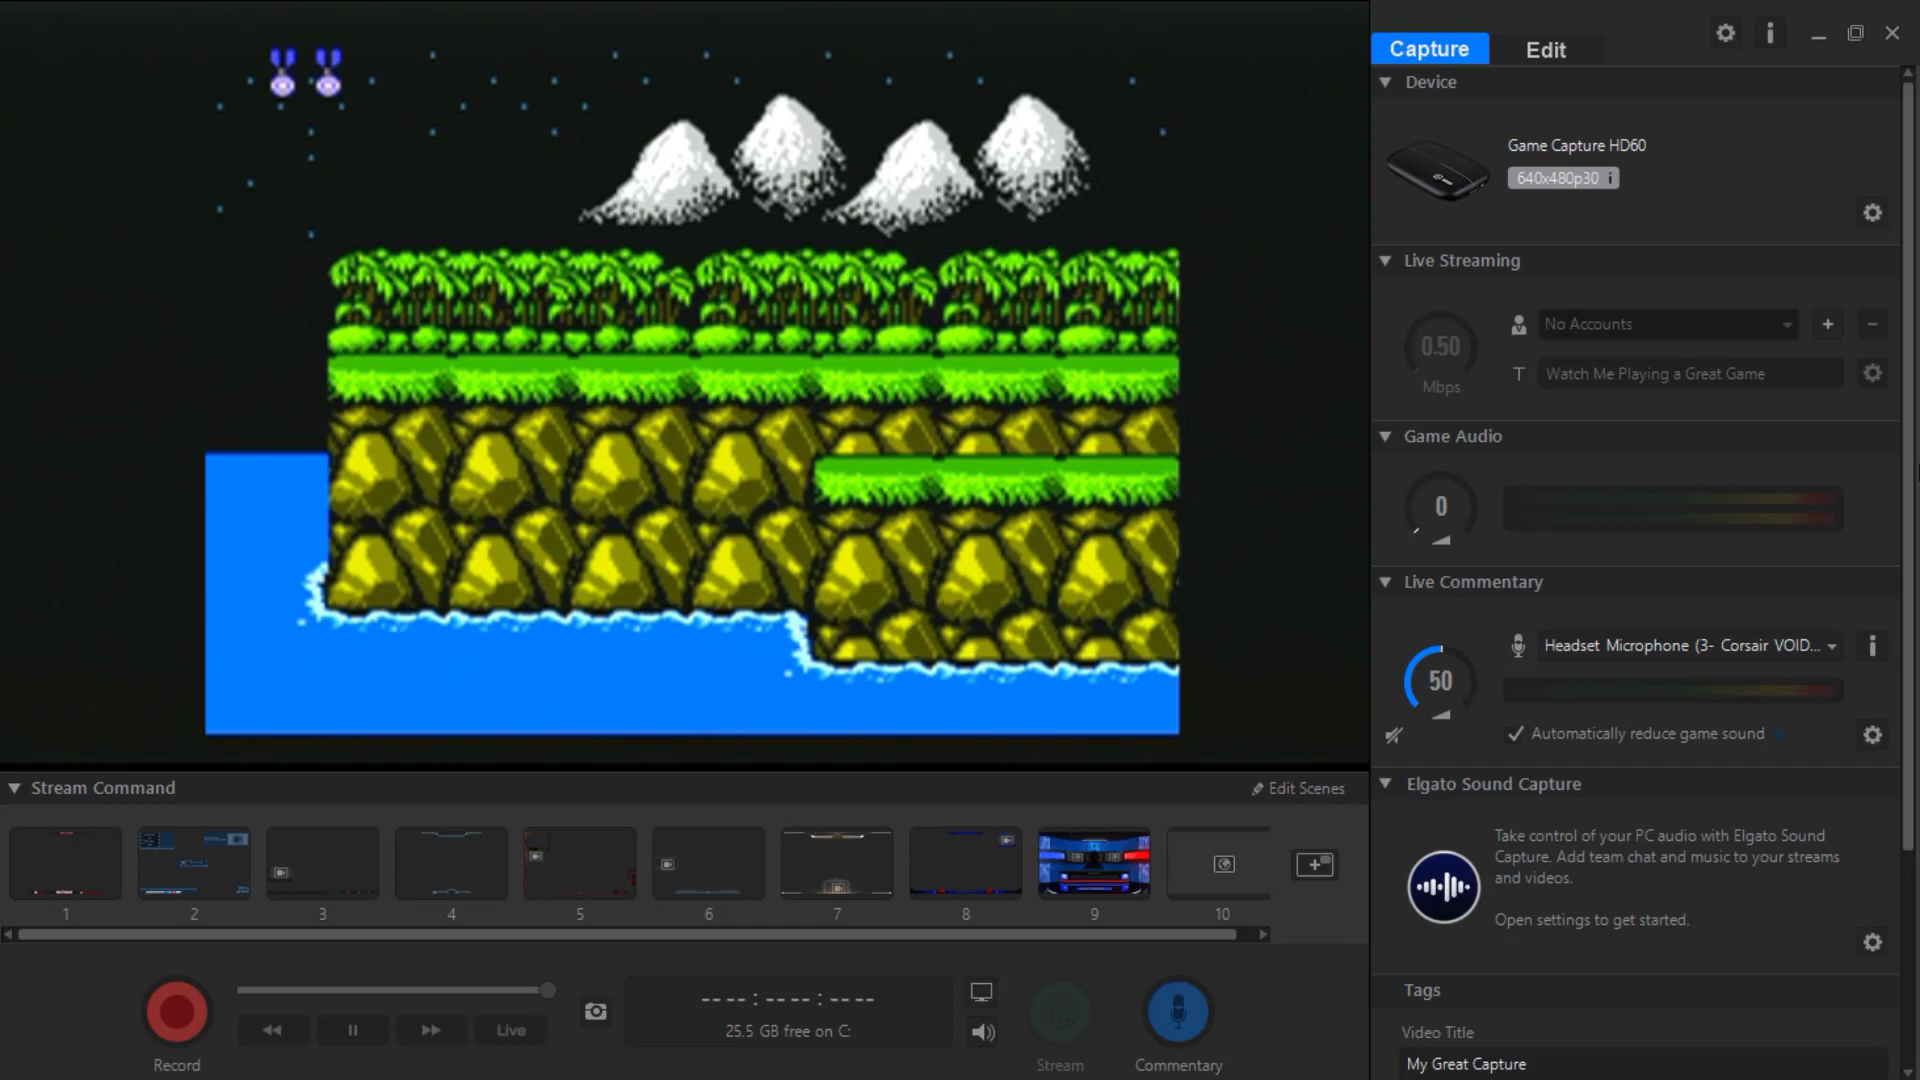 Capture
Edit
Device
Game Capture HD60
640x480p30 i
Live Streaming
No Accounts
0.50
Mbps
T Watch Me Playing a Great Game
Game Audio
0
Live Commentary
Headset Microphone (3- Corsair VOID...
50
Automatically reduce game sound
Stream Command
Edit Scenes
1
2
3
4
5
6
7
8
9
10
Elgato Sound Capture
Take control of your PC audio with Elgato Sound
Capture. Add team chat and music to your streams
and videos.
Open settings to get started.
Live
---- : ---- : ----
25.5 GB free on C:
Record
Stream
Commentary
Tags
Video Title
My Great Capture